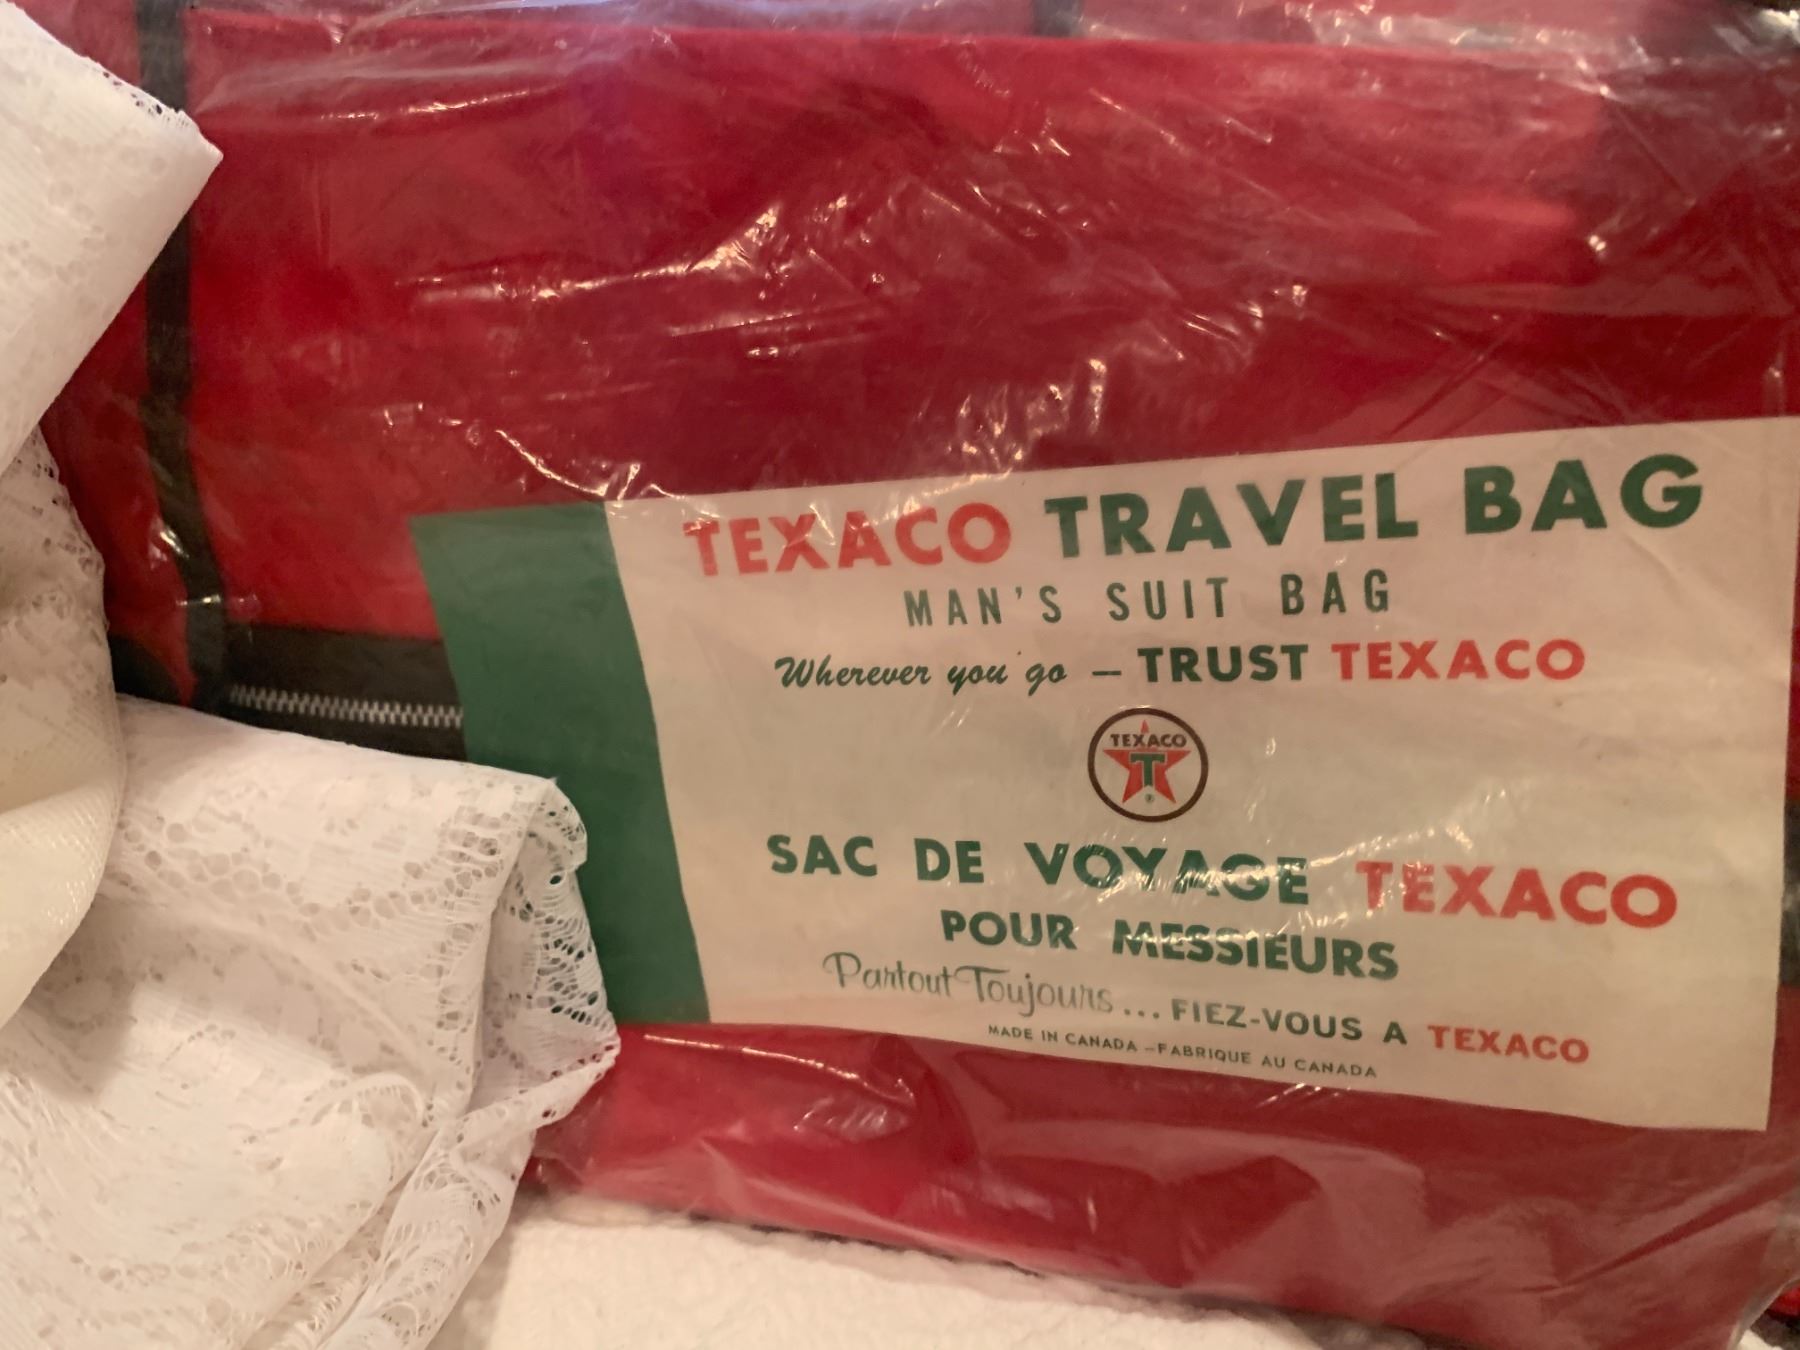 TEXACO TRAVEL BAG
MAN'S SUIT BAG
Wherever you go – TRUST TEXACO
TEXACO
T
®
SAC DE VOYAGE TEXACO
POUR MESSIEURS
Partout Toujours... FIEZ-VOUS A TEXACO
MADE IN CANADA – FABRIQUE AU CANADA